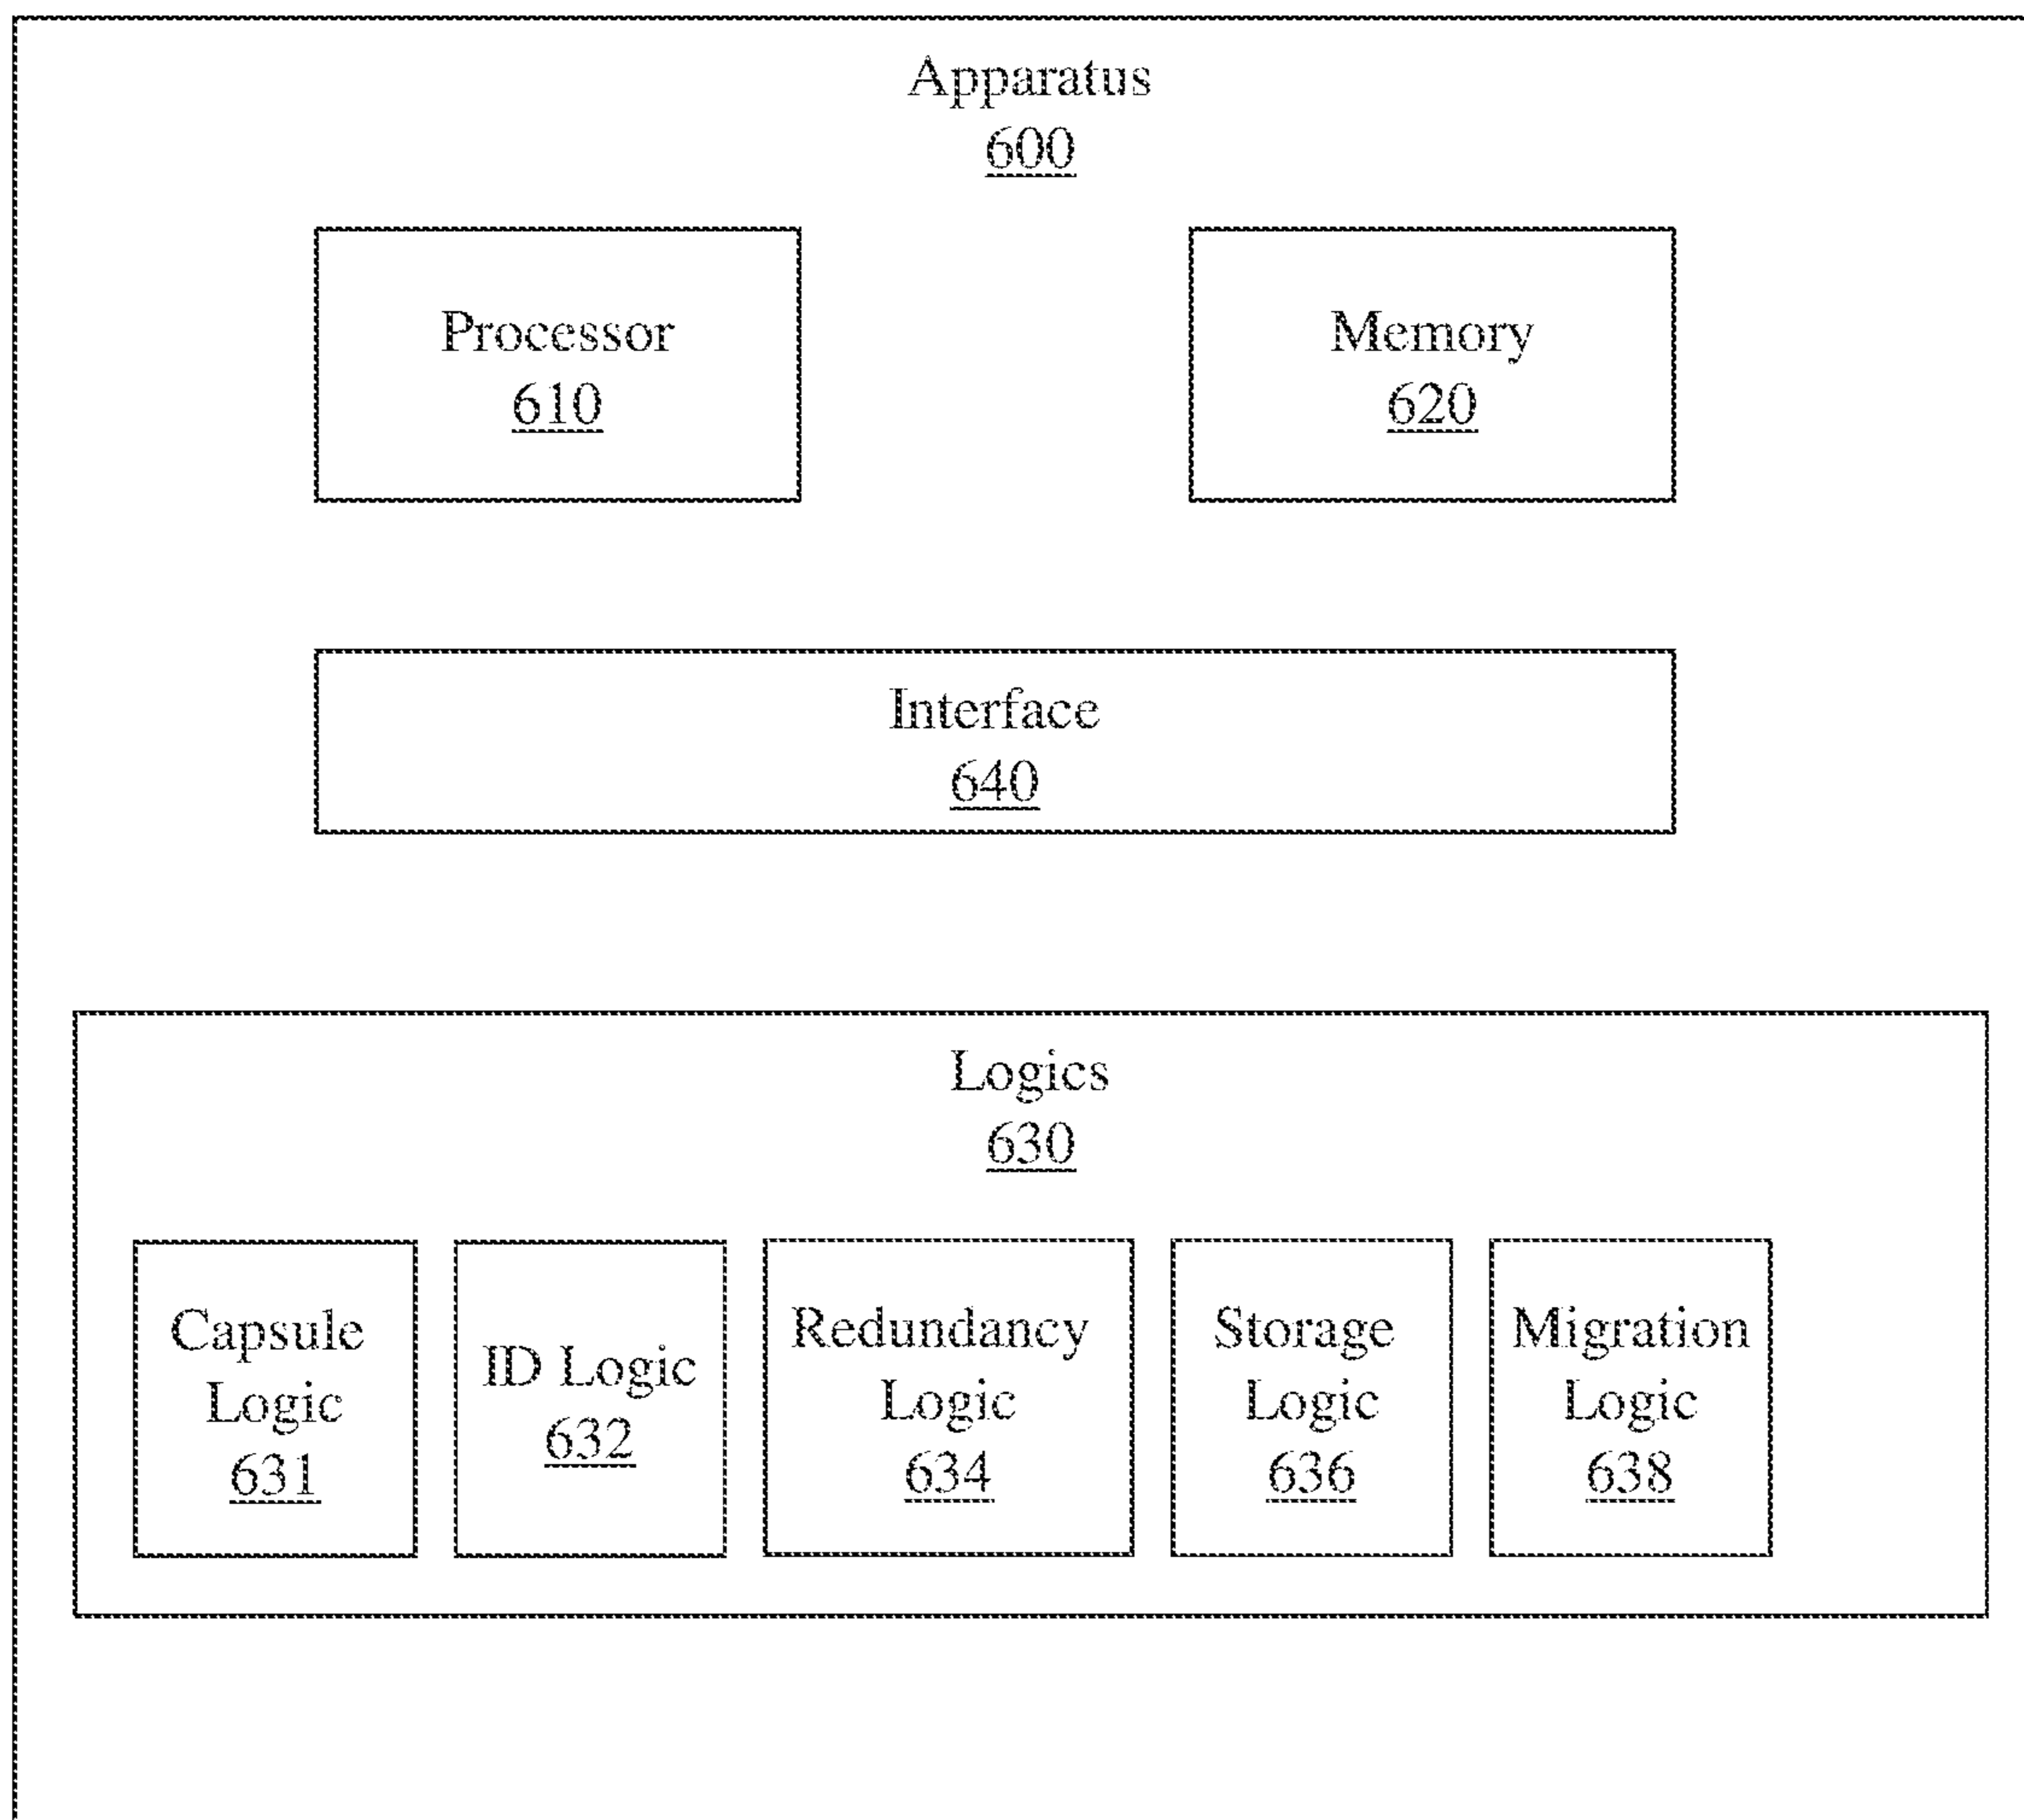 Apparatus
600
Processor
610
Memory
620
Interface
640
Logics
630
Capsule
Logic
631
ID Logic
632
Redundancy
Logic
634
Storage
Logic
636
Migration
Logic
638